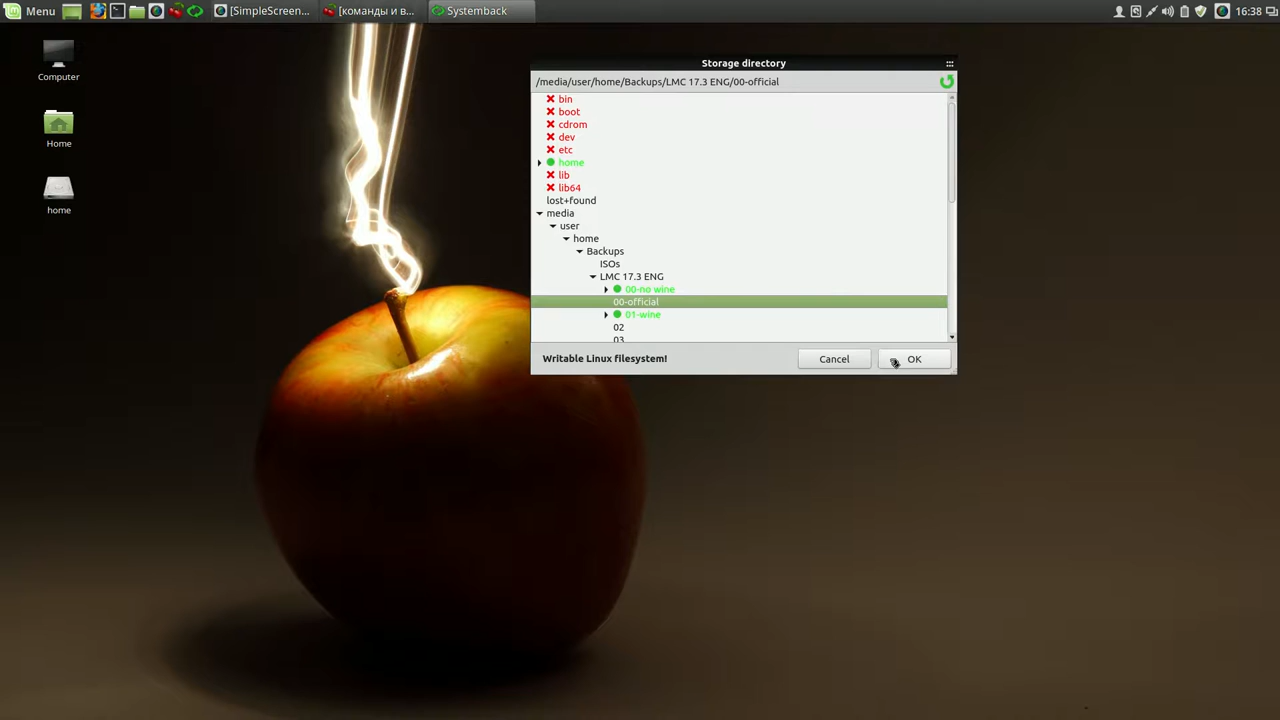 Menu
[SimpleScreen...
[команды и в...
Systemback
16:38
Computer
Home
home
Storage directory
/media/user/home/Backups/LMC 17.3 ENG/00-official
bin
boot
cdrom
dev
etc
home
lib
lib64
lost+found
media
user
home
Backups
ISOs
LMC 17.3 ENG
00-no wine
00-official
01-wine
02
03
Writable Linux filesystem!
Cancel
OK